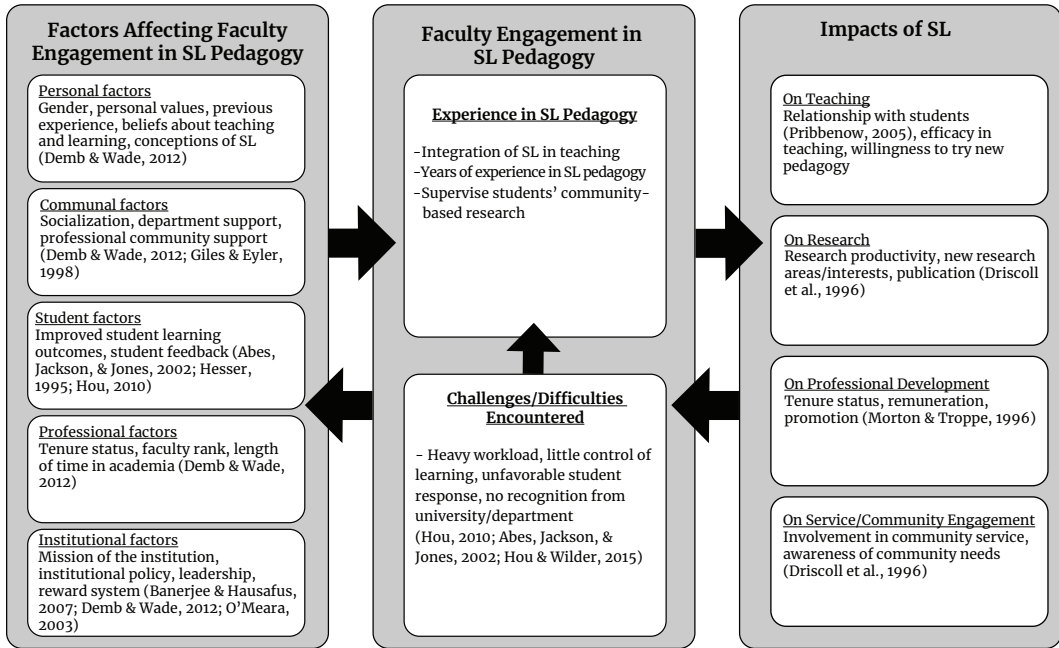 Factors Affecting Faculty
Engagement in SL Pedagogy
Personal factors
Gender, personal values, previous
experience, beliefs about teaching
and learning, conceptions of SL
(Demb & Wade, 2012)
Communal factors
Socialization, department support,
professional community support
(Demb & Wade, 2012; Giles & Eyler,
1998)
Student factors
Improved student learning
outcomes, student feedback (Abes,
Jackson, & Jones, 2002; Hesser,
1995; Hou, 2010)
Professional factors
Tenure status, faculty rank, length
of time in academia (Demb & Wade,
2012)
Institutional factors
Mission of the institution,
institutional policy, leadership,
reward system (Banerjee & Hausafus,
2007; Demb & Wade, 2012; O’Meara,
2003)
Faculty Engagement in
SL Pedagogy
Experience in SL Pedagogy
-Integration of SL in teaching
-Years of experience in SL pedagogy
-Supervise students’ community-
based research
Challenges/Difficulties
Encountered
- Heavy workload, little control of
learning, unfavorable student
response, no recognition from
university/department
(Hou, 2010; Abes, Jackson, &
Jones, 2002; Hou & Wilder, 2015)
Impacts of SL
On Teaching
Relationship with students
(Pribbenow, 2005), efficacy in
teaching, willingness to try new
pedagogy
On Research
Research productivity, new research
areas/interests, publication (Driscoll
et al., 1996)
On Professional Development
Tenure status, remuneration,
promotion (Morton & Troppe, 1996)
On Service/Community Engagement
Involvement in community service,
awareness of community needs
(Driscoll et al., 1996)